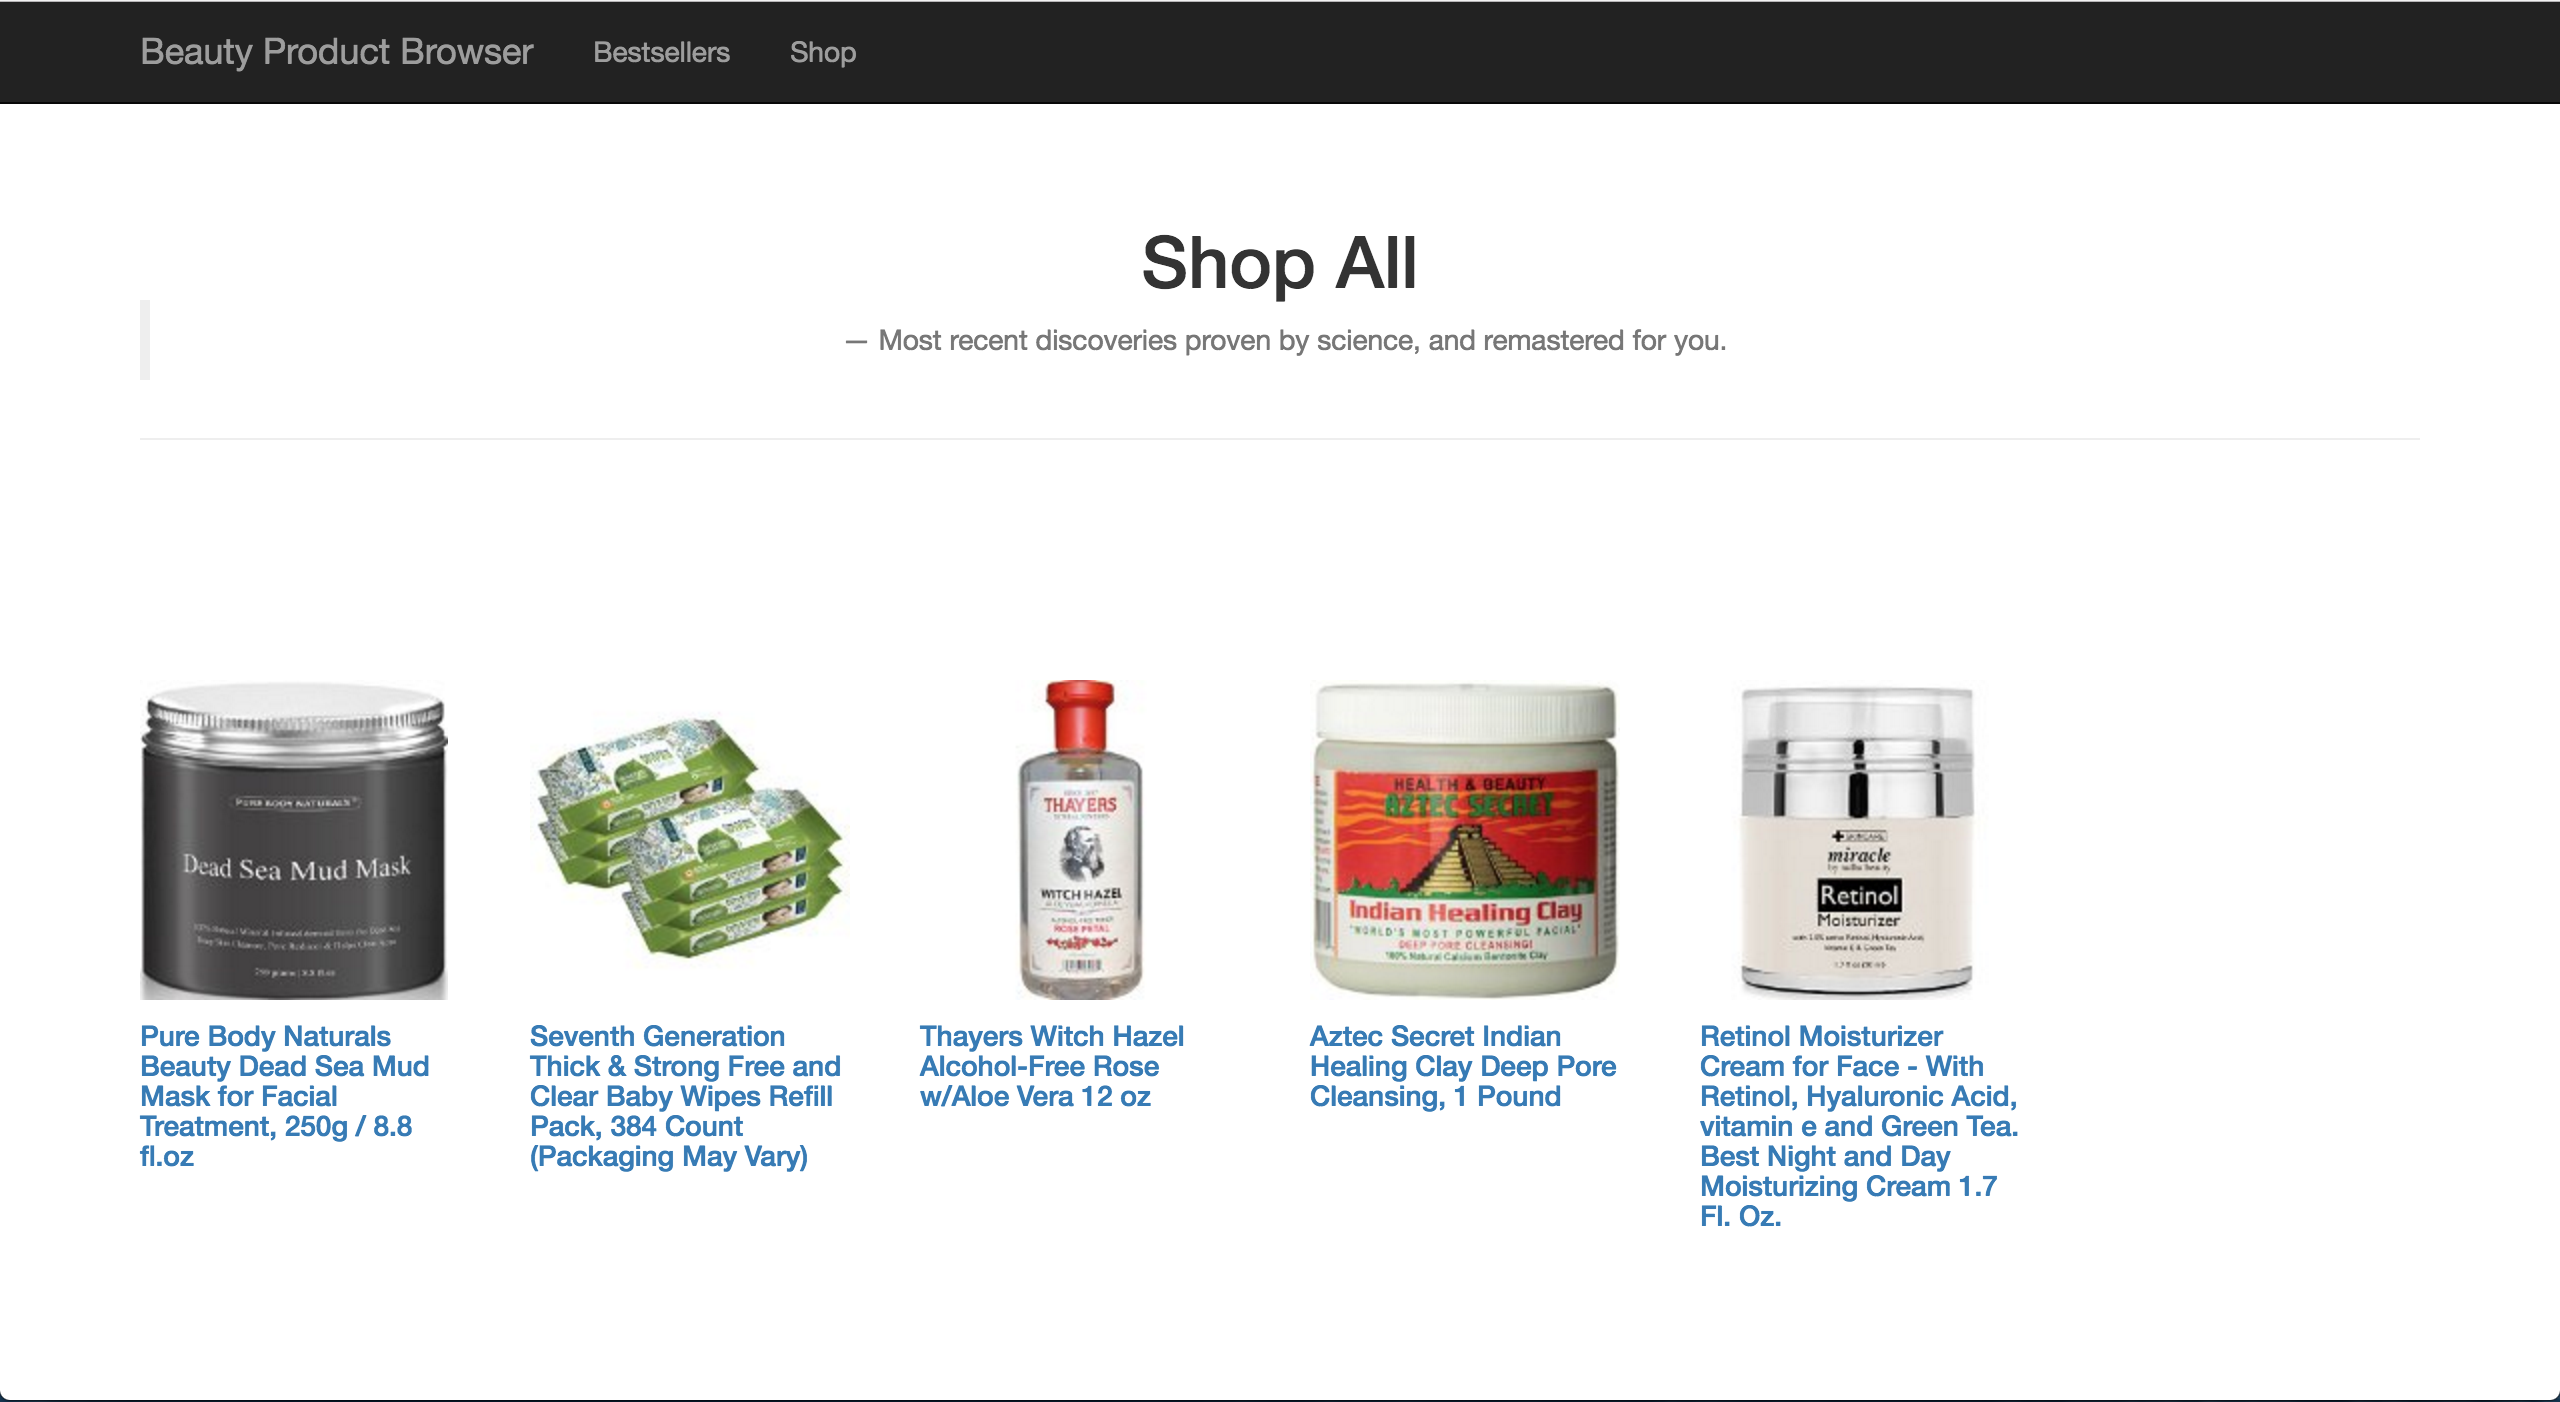 Beauty Product Browser Bestsellers Shop
Shop All
— Most recent discoveries proven by science, and remastered for you.
PURE BODY NATURALS
Dead Sea Mud Mask
THAYERS
WITCH HAZEL
ROSE PETAL
HEALTH & BEAUTY
AZTEC SECRET
Indian Healing Clay
"WORLD'S MOST POWERFUL FACIAL"
DEEP PORE CLEANSING!
100% Natural Calcium Bentonite Clay
SKINCARE
miracle
Retinol
Moisturizer
Pure Body Naturals
Beauty Dead Sea Mud
Mask for Facial
Treatment, 250g / 8.8
fl.oz
Seventh Generation
Thick & Strong Free and
Clear Baby Wipes Refill
Pack, 384 Count
(Packaging May Vary)
Thayers Witch Hazel
Alcohol-Free Rose
w/Aloe Vera 12 oz
Aztec Secret Indian
Healing Clay Deep Pore
Cleansing, 1 Pound
Retinol Moisturizer
Cream for Face - With
Retinol, Hyaluronic Acid,
vitamin e and Green Tea.
Best Night and Day
Moisturizing Cream 1.7
Fl. Oz.